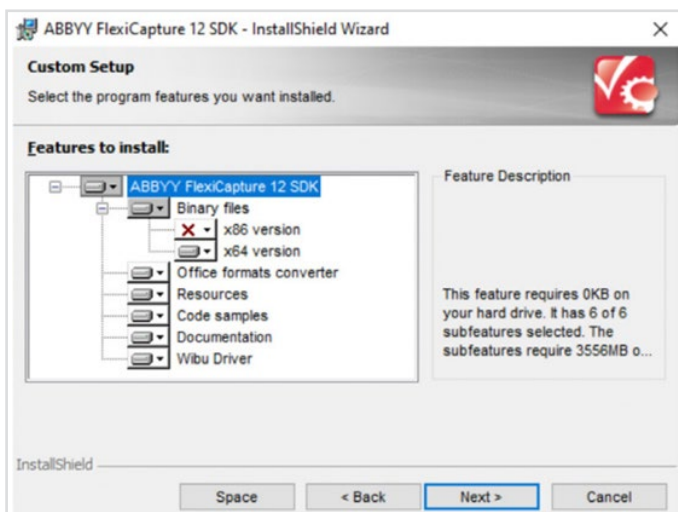 ABBYY FlexiCapture 12 SDK - InstallShield Wizard
Custom Setup
Select the program features you want installed.
Features to install:
ABBYY FlexiCapture 12 SDK
Binary files
x86 version
x64 version
Office formats converter
Resources
Code samples
Documentation
Wibu Driver
Feature Description
This feature requires 0KB on
your hard drive. It has 6 of 6
subfeatures selected. The
subfeatures require 3556MB o...
InstallShield
Space
< Back
Next >
Cancel